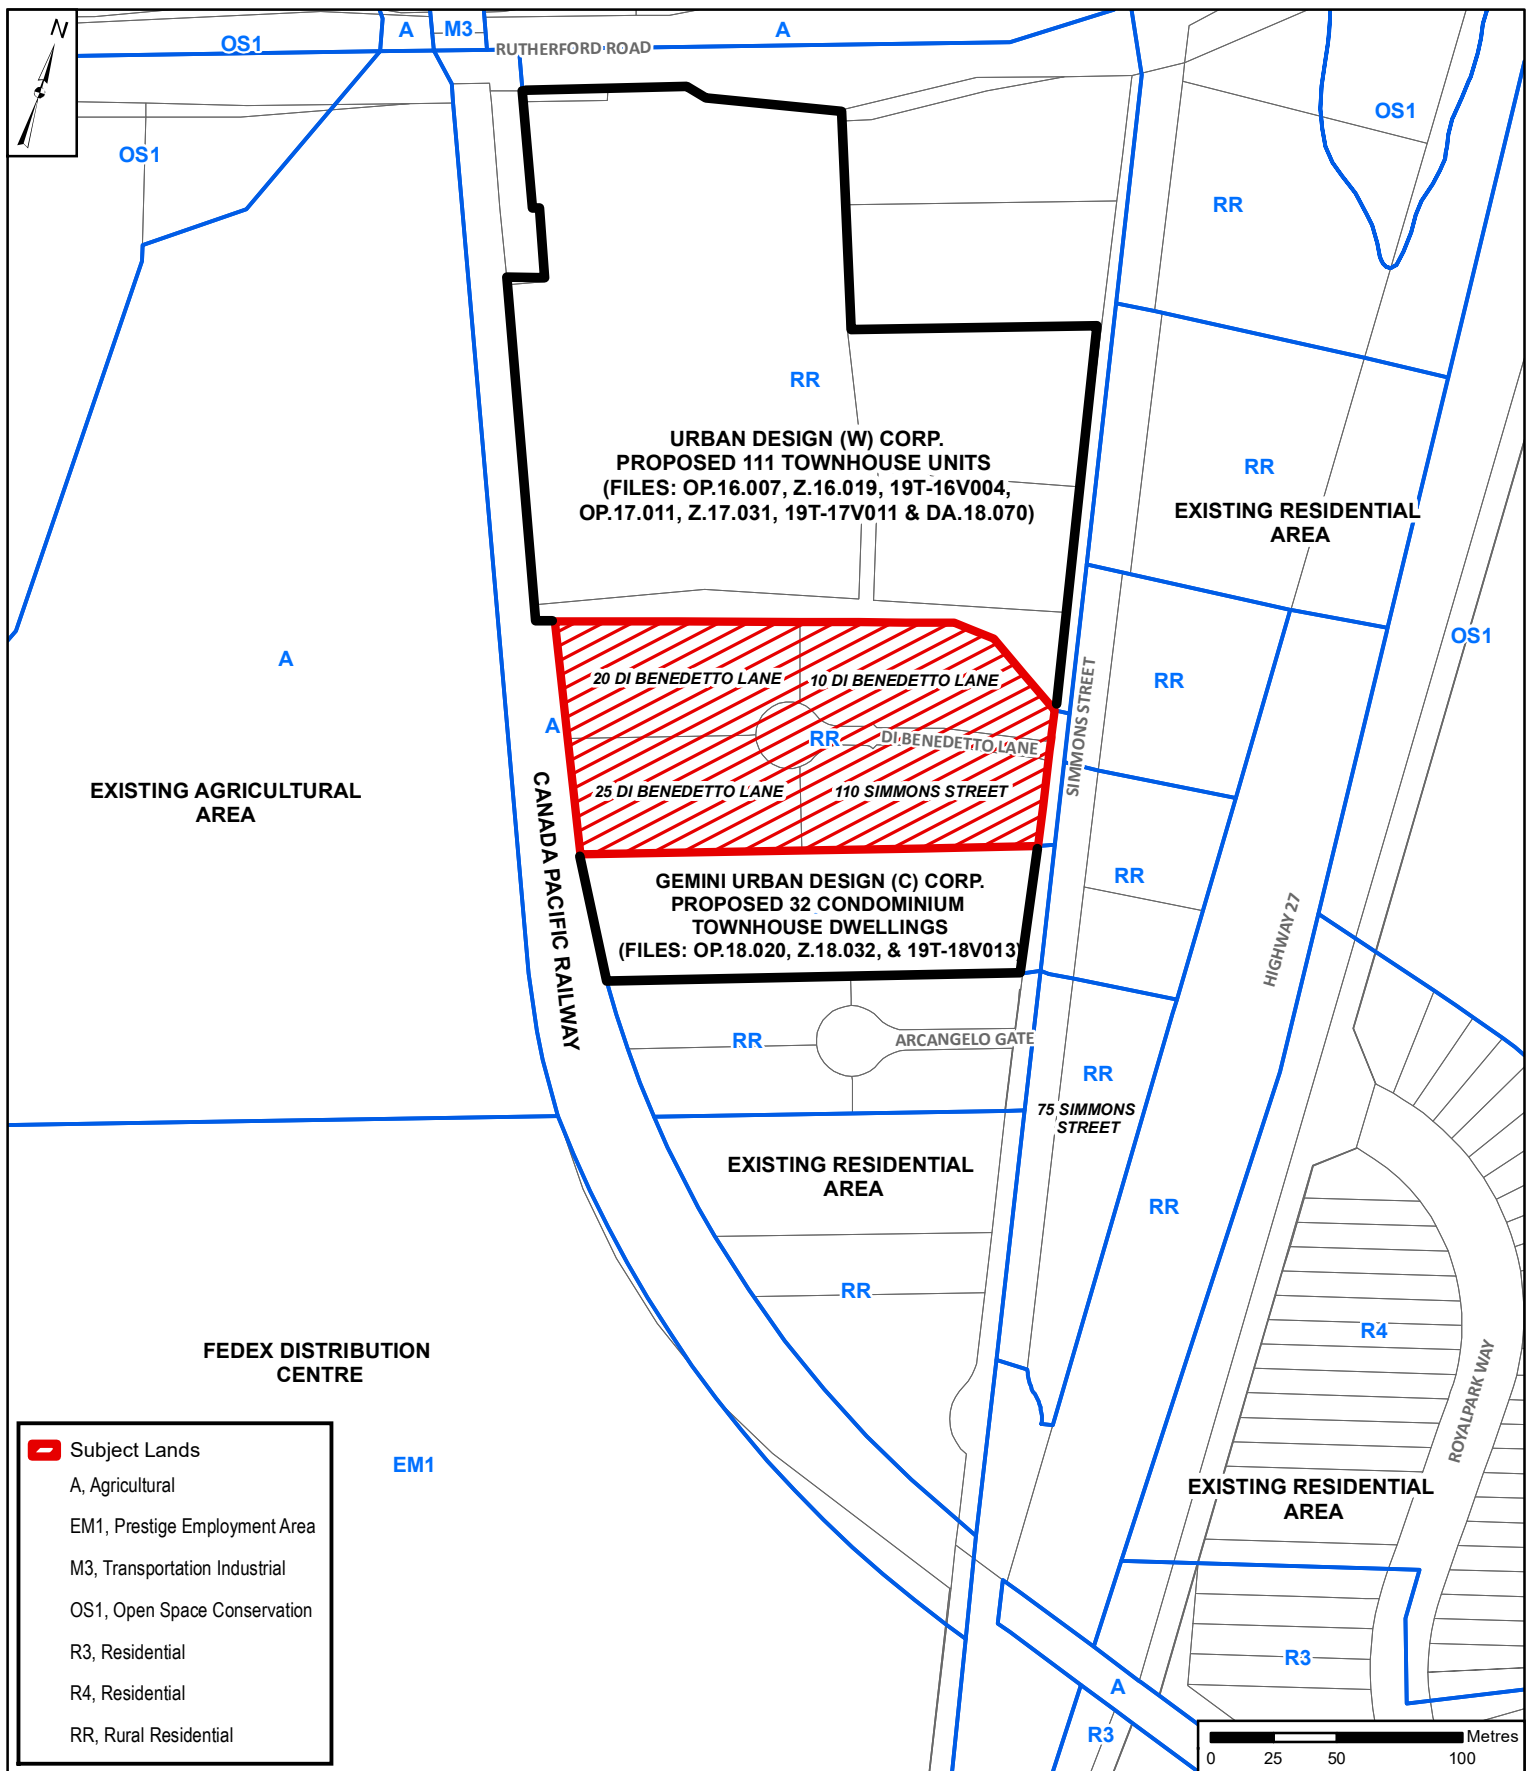 N
OS1
A
M3
A
RUTHERFORD ROAD
OS1
OS1
RR
RR
URBAN DESIGN (W) CORP.
PROPOSED 111 TOWNHOUSE UNITS
(FILES: OP.16.007, Z.16.019, 19T-16V004,
OP.17.011, Z.17.031, 19T-17V011 & DA.18.070)
RR
EXISTING RESIDENTIAL
AREA
OS1
A
20 DI BENEDETTO LANE
10 DI BENEDETTO LANE
RR
SIMMONS STREET
A
RR
DI BENEDETTO LANE
25 DI BENEDETTO LANE
110 SIMMONS STREET
EXISTING AGRICULTURAL
AREA
CANADA PACIFIC RAILWAY
GEMINI URBAN DESIGN (C) CORP.
PROPOSED 32 CONDOMINIUM
TOWNHOUSE DWELLINGS
(FILES: OP.18.020, Z.18.032, & 19T-18V013)
RR
HIGHWAY 27
RR
ARCANGELO GATE
RR
75 SIMMONS
STREET
EXISTING RESIDENTIAL
AREA
RR
RR
R4
ROYALPARK WAY
FEDEX DISTRIBUTION
CENTRE
EM1
EXISTING RESIDENTIAL
AREA
R3
A
R3
Subject Lands
A, Agricultural
EM1, Prestige Employment Area
M3, Transportation Industrial
OS1, Open Space Conservation
R3, Residential
R4, Residential
RR, Rural Residential
Metres
0 25 50 100